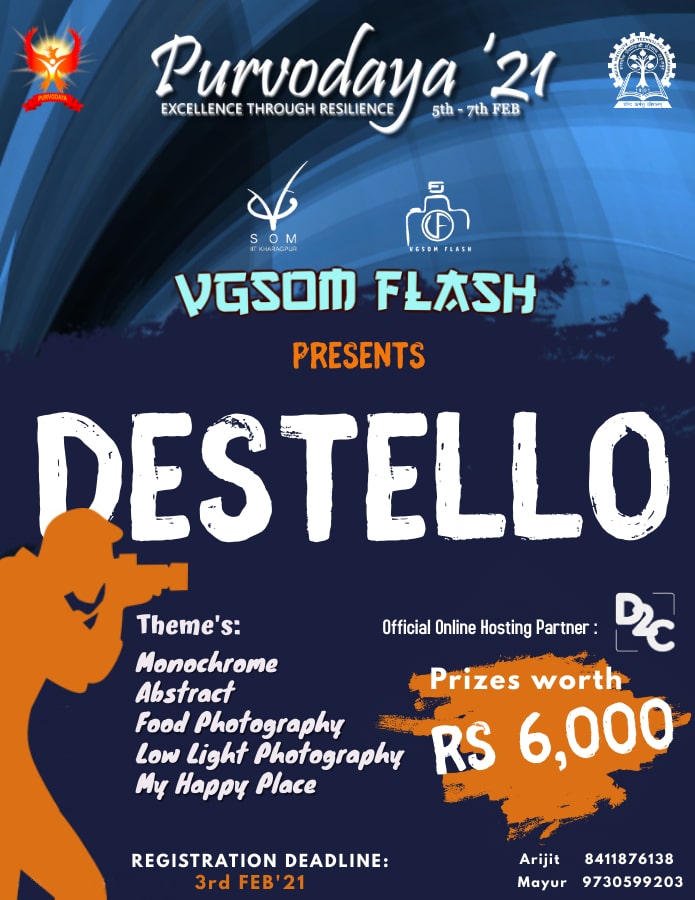 Purvodaya '21
EXCELLENCE THROUGH RESILIENCE 5th - 7th FEB
PURVODAYA
SOM
IIT KHARAGPUR
VGSOM FLASH
VGSOM FLASH
PRESENTS
DESTELLO
Theme's:
Monochrome
Abstract
Food Photography
Low Light Photography
My Happy Place
Official Online Hosting Partner :
D2C
Prizes worth
RS 6,000
REGISTRATION DEADLINE:
3rd FEB'21
Arijit 8411876138
Mayur 9730599203